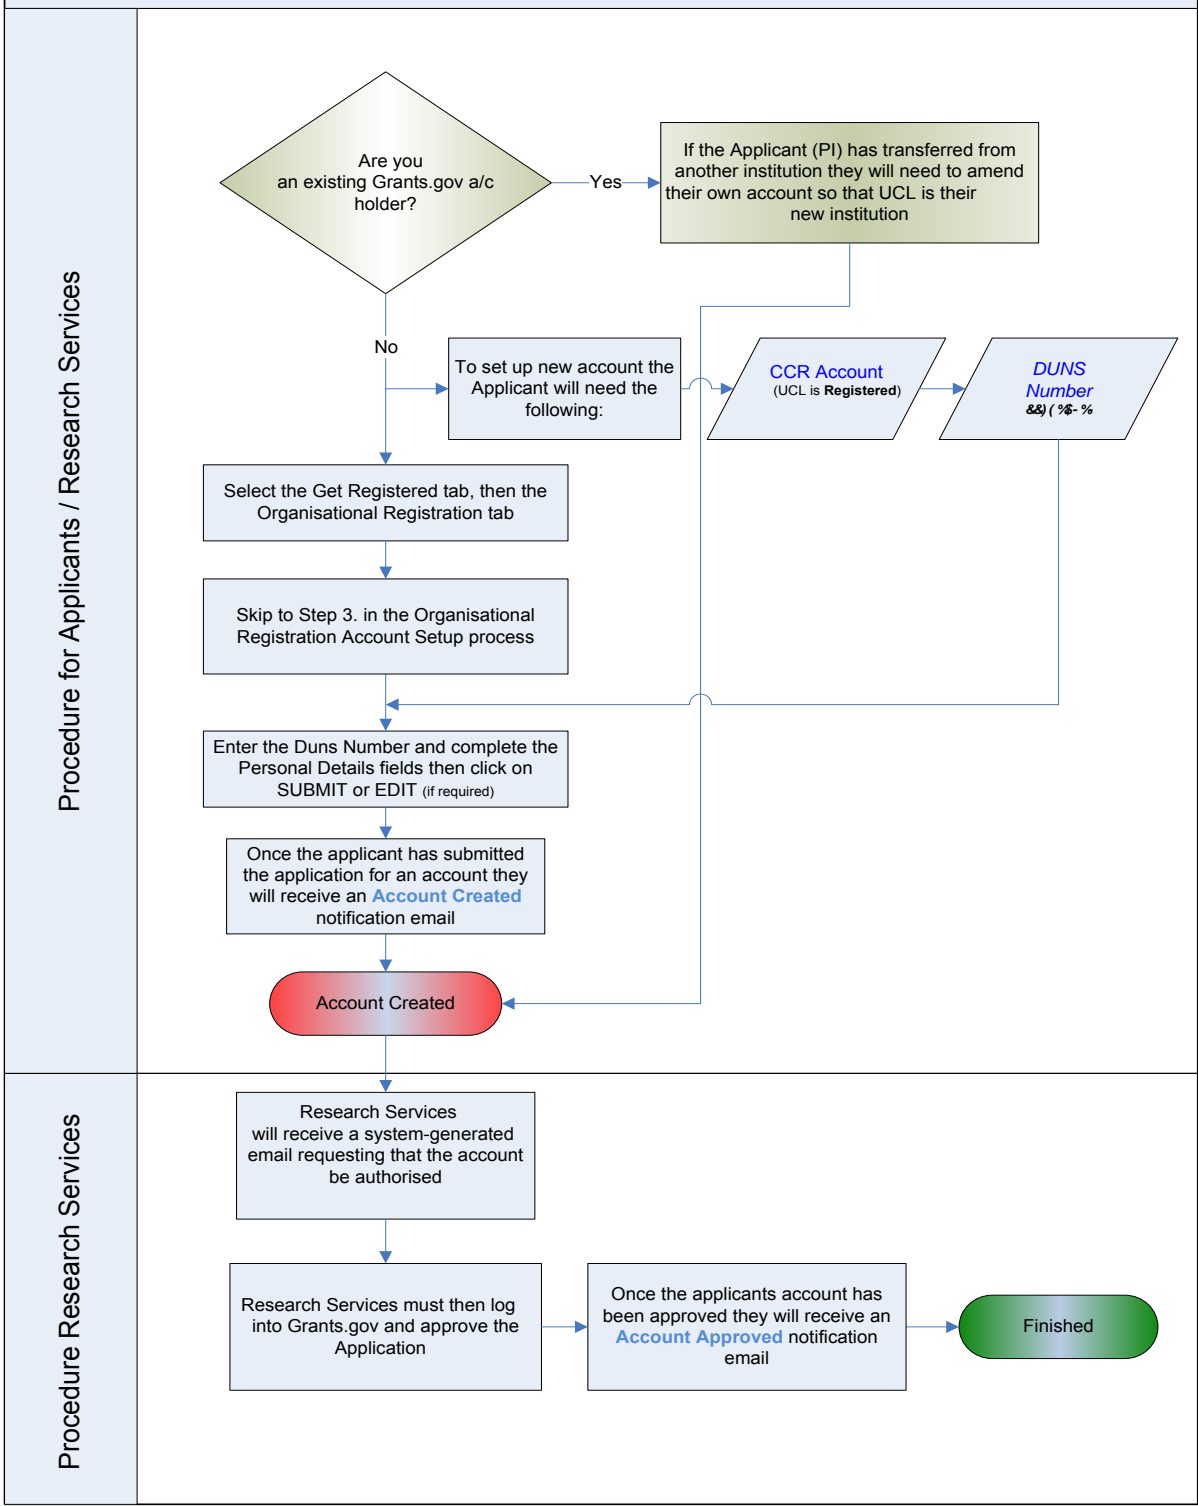 Procedure for Applicants / Research Services
Are you
an existing Grants.gov a/c
holder?
Yes
If the Applicant (PI) has transferred from
another institution they will need to amend
their own account so that UCL is their
new institution
No
To set up new account the
Applicant will need the
following:
CCR Account
(UCL is Registered)
DUNS
Number
Select the Get Registered tab, then the
Organisational Registration tab
Skip to Step 3. in the Organisational
Registration Account Setup process
Enter the Duns Number and complete the
Personal Details fields then click on
SUBMIT or EDIT (if required)
Once the applicant has submitted
the application for an account they
will receive an Account Created
notification email
Account Created
Procedure Research Services
Research Services
will receive a system-generated
email requesting that the account
be authorised
Research Services must then log
into Grants.gov and approve the
Application
Once the applicants account has
been approved they will receive an
Account Approved notification
email
Finished